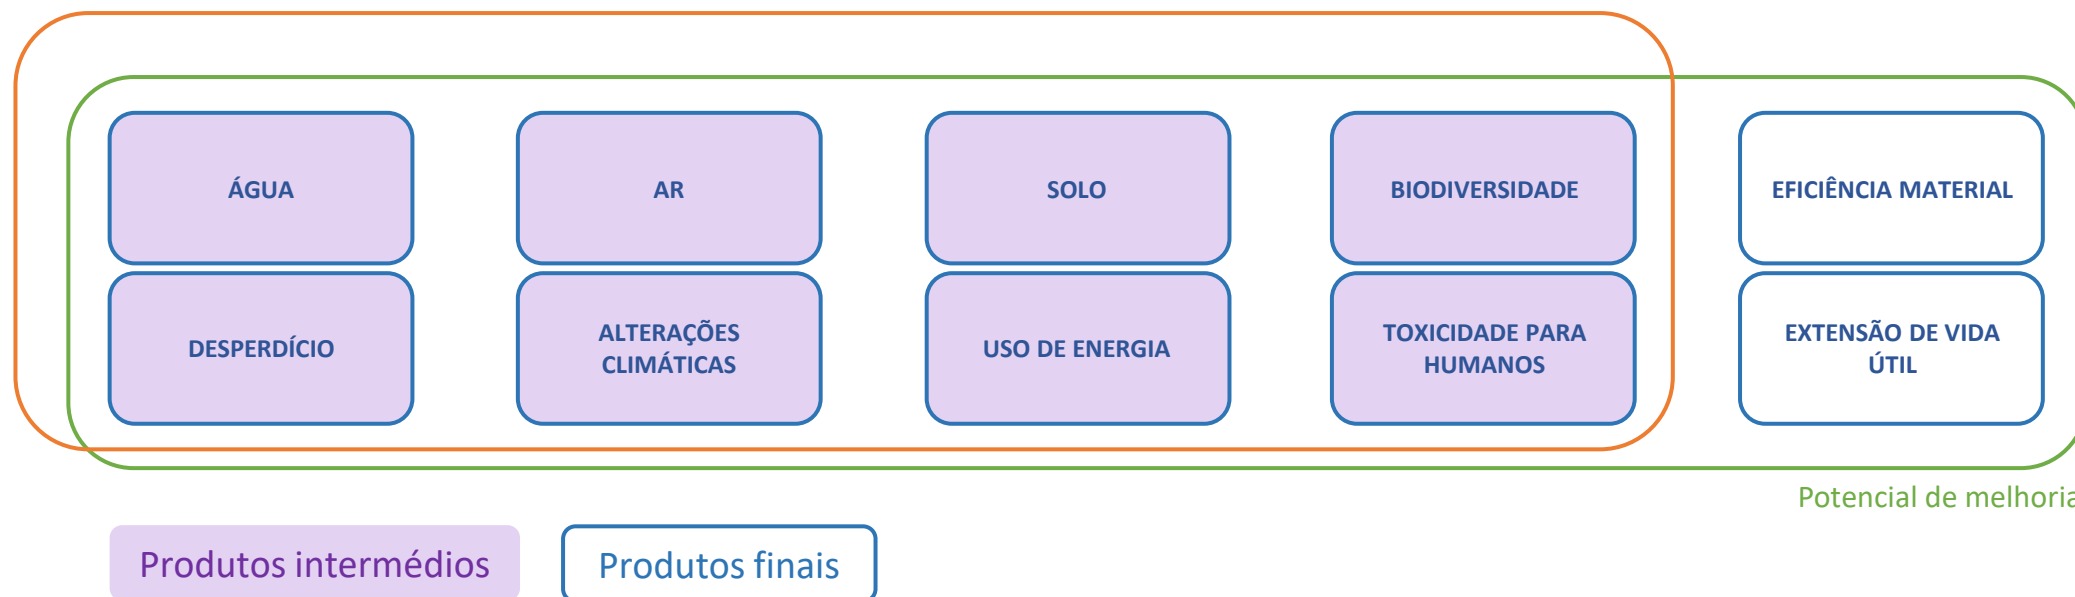 ÁGUA
AR
SOLO
BIODIVERSIDADE
EFICIÊNCIA MATERIAL
DESPERDÍCIO
ALTERAÇÕES
CLIMÁTICAS
USO DE ENERGIA
TOXICIDADE PARA
HUMANOS
EXTENSÃO DE VIDA
ÚTIL
Potencial de melhoria
Produtos intermédios
Produtos finais